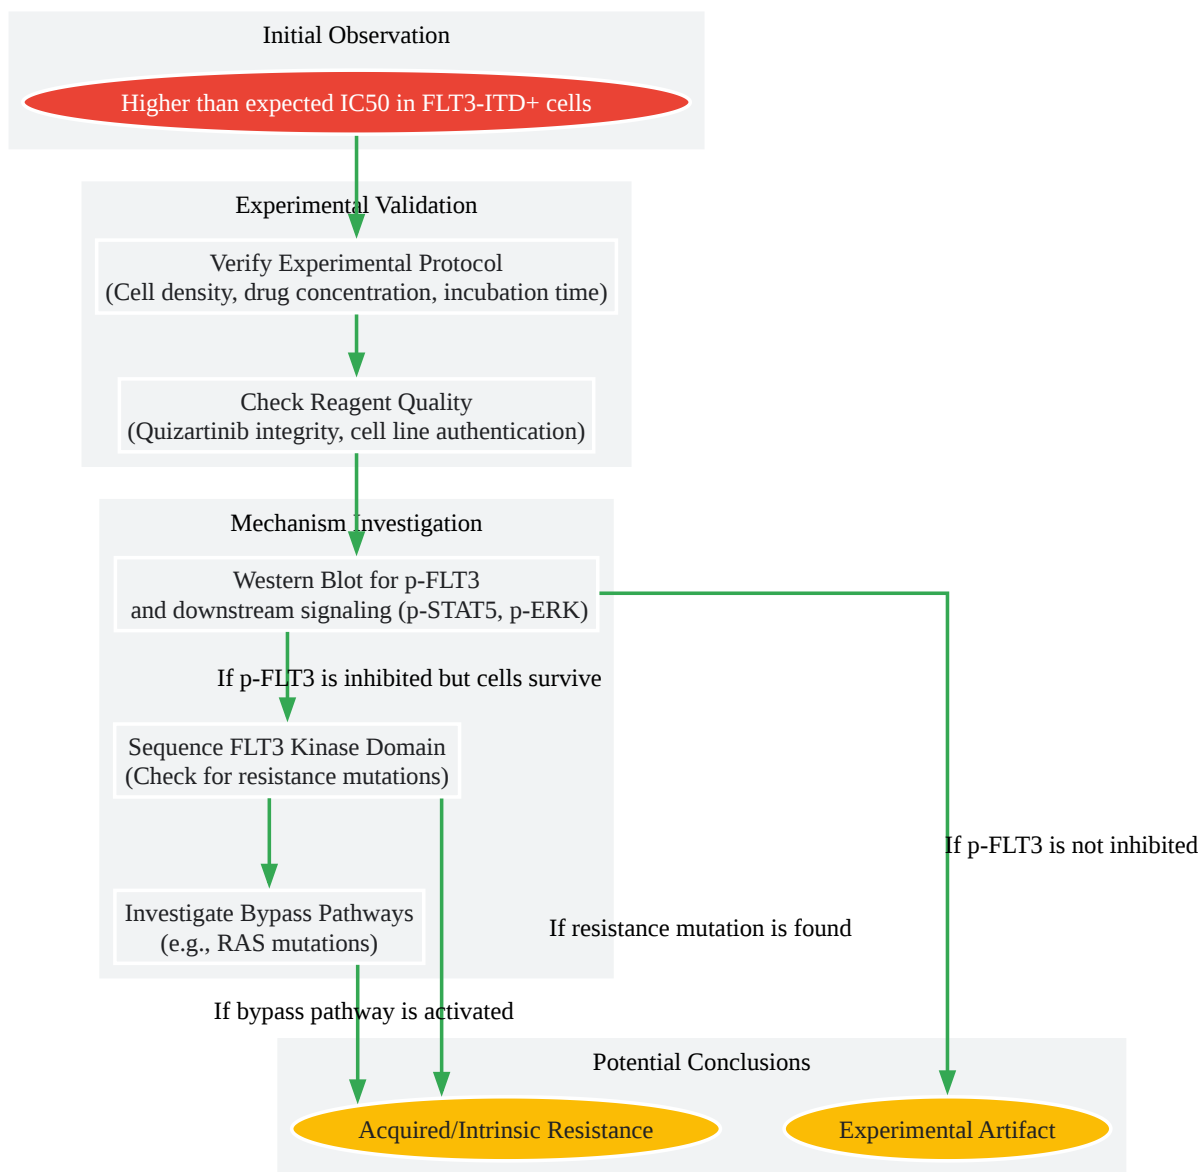 Initial Observation
Higher than expected IC50 in FLT3-ITD+ cells
Experimental Validation
Verify Experimental Protocol
(Cell density, drug concentration, incubation time)
Check Reagent Quality
(Quizartinib integrity, cell line authentication)
Mechanism Investigation
Western Blot for p-FLT3
and downstream signaling (p-STAT5, p-ERK)
If p-FLT3 is inhibited but cells survive
Sequence FLT3 Kinase Domain
(Check for resistance mutations)
If p-FLT3 is not inhibited
Investigate Bypass Pathways
(e.g., RAS mutations)
If resistance mutation is found
If bypass pathway is activated
Potential Conclusions
Acquired/Intrinsic Resistance
Experimental Artifact